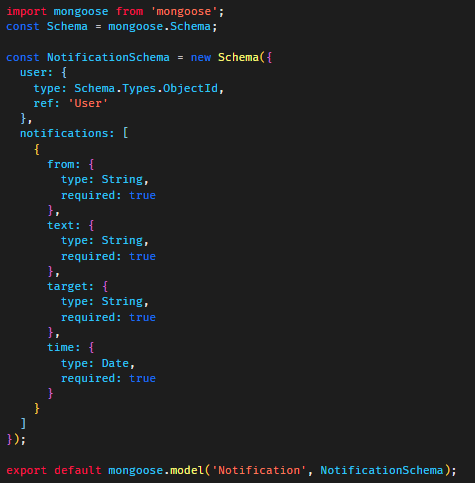 import mongoose from 'mongoose';
const Schema = mongoose.Schema;

const NotificationSchema = new Schema({
  user: {
    type: Schema.Types.ObjectId,
    ref: 'User'
  },
  notifications: [
    {
      from: {
        type: String,
        required: true
      },
      text: {
        type: String,
        required: true
      },
      target: {
        type: String,
        required: true
      },
      time: {
        type: Date,
        required: true
      }
    }
  ]
});

export default mongoose.model('Notification', NotificationSchema);